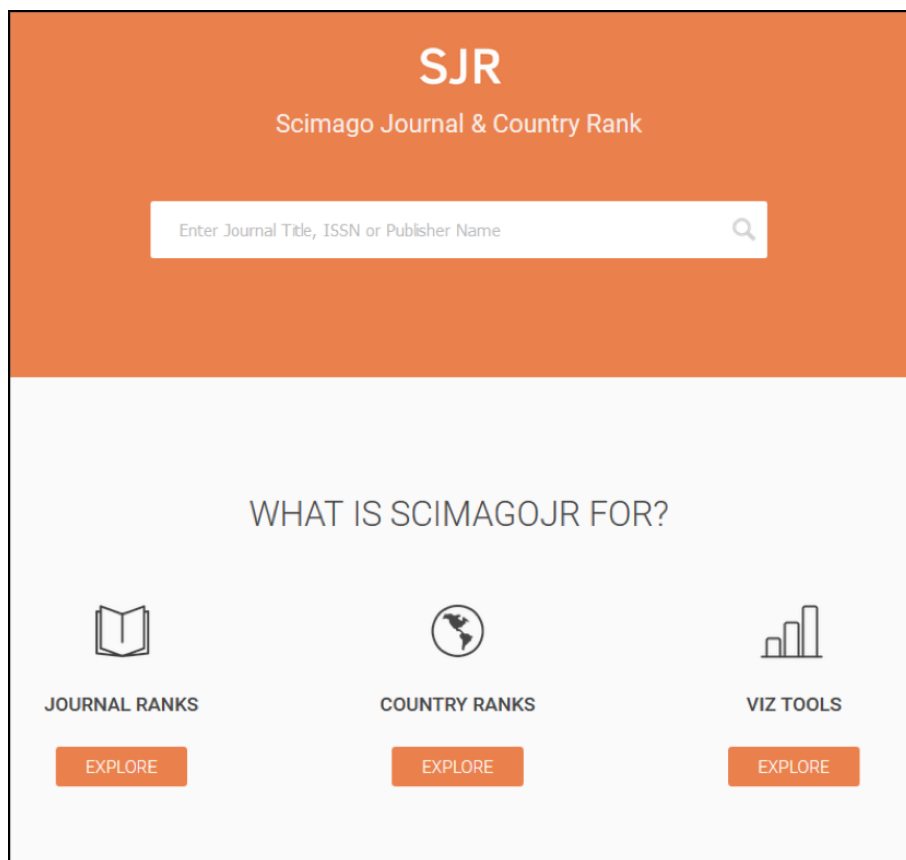 SJR
Scimago Journal & Country Rank
Enter Journal Title, ISSN or Publisher Name
WHAT IS SCIMAGOJR FOR?
JOURNAL RANKS
COUNTRY RANKS
VIZ TOOLS
EXPLORE
EXPLORE
EXPLORE